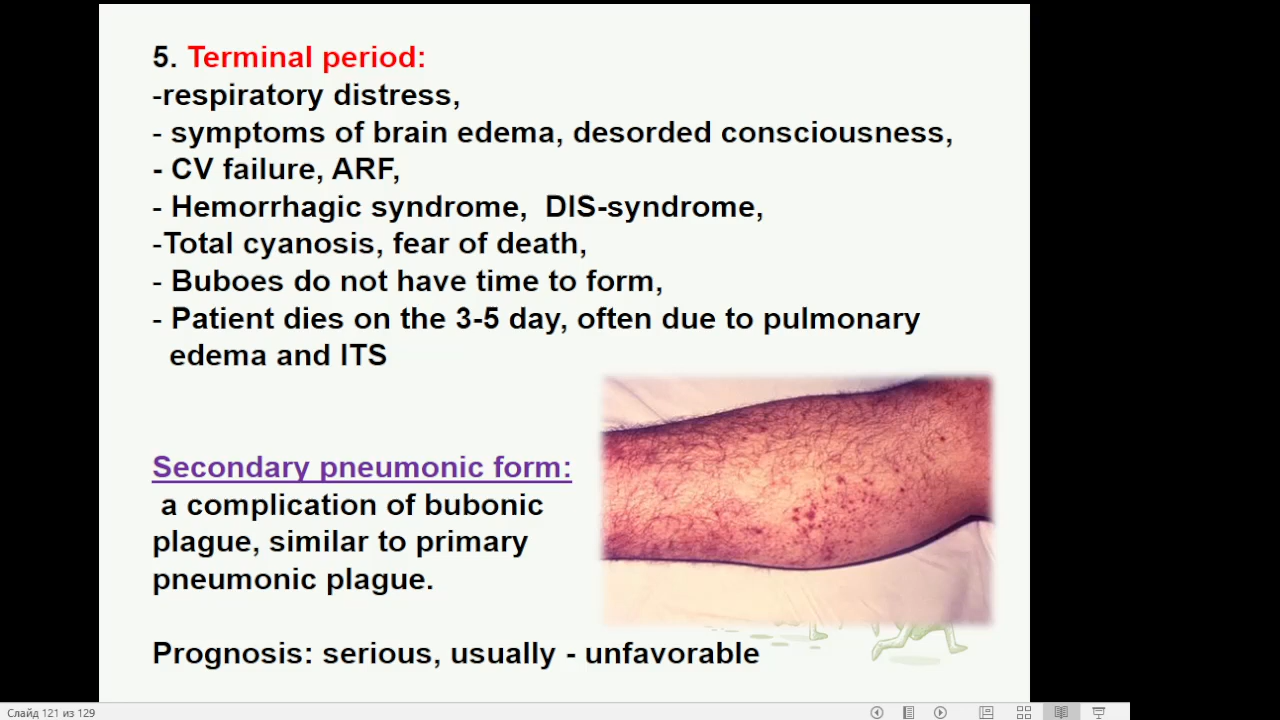 5. Terminal period:
-respiratory distress,
- symptoms of brain edema, desorded consciousness,
- CV failure, ARF,
- Hemorrhagic syndrome,  DIS-syndrome,
-Total cyanosis, fear of death,
- Buboes do not have time to form,
- Patient dies on the 3-5 day, often due to pulmonary
edema and ITS
Secondary pneumonic form:
a complication of bubonic
plague, similar to primary
pneumonic plague.
Prognosis: serious, usually - unfavorable
Слайд 121 из 129